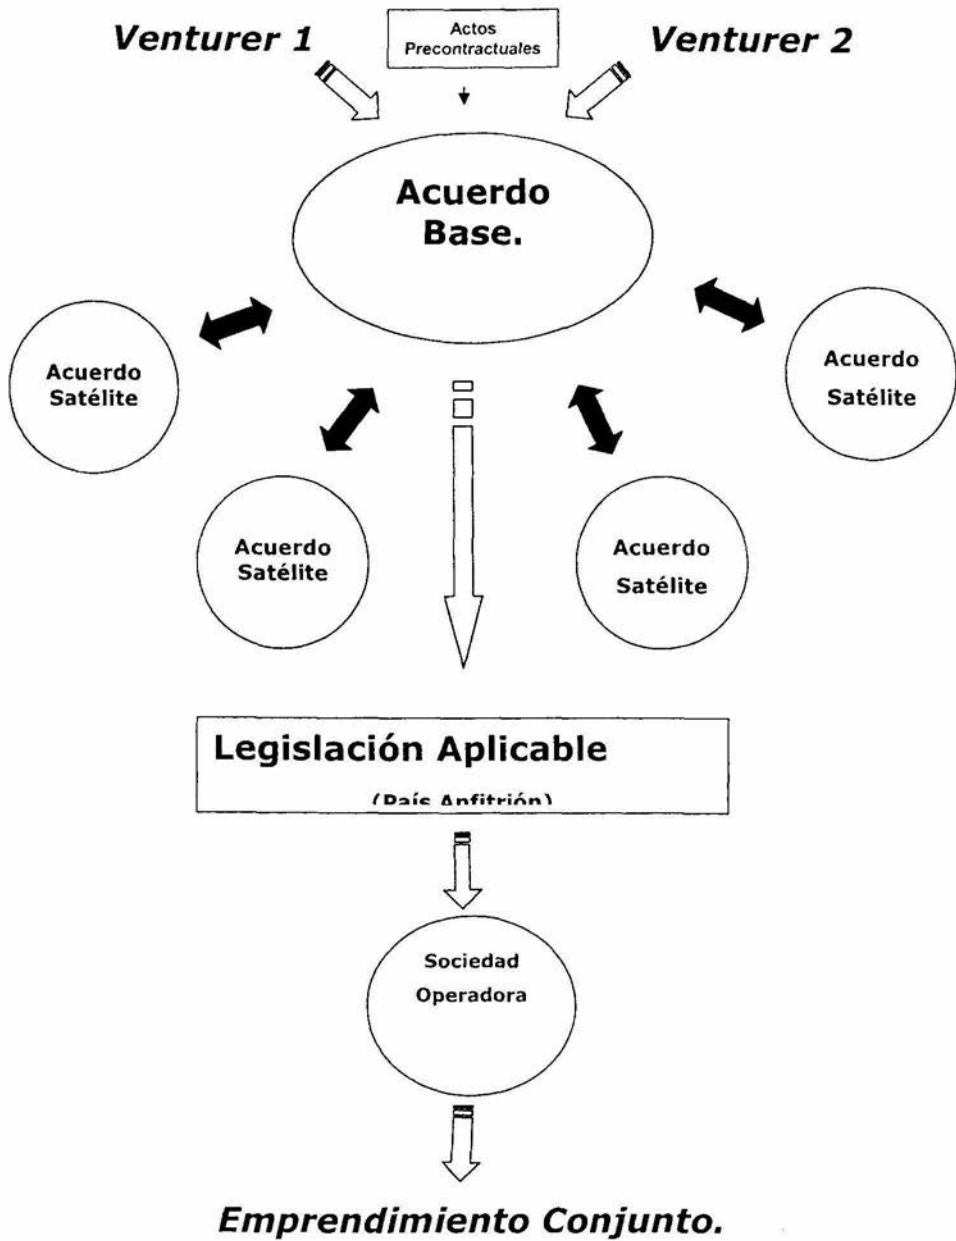 Venturer 1
Actos
Precontractuales
Venturer 2
Acuerdo
Base.
Acuerdo
Satélite
Acuerdo
Satélite
Acuerdo
Satélite
Acuerdo
Satélite
Legislación Aplicable
(País Anfitrión)
Sociedad
Operadora
Emprendimiento Conjunto.